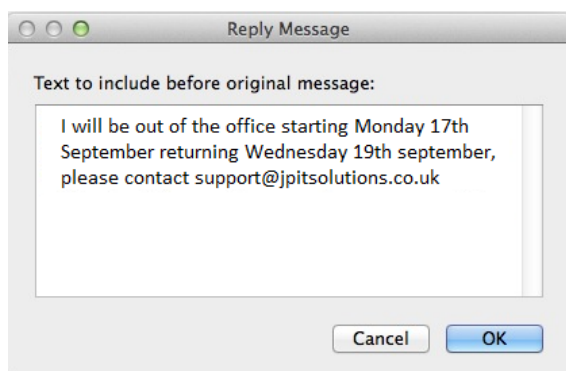 Reply Message
Text to include before original message:
I will be out of the office starting Monday 17th
September returning Wednesday 19th september,
please contact support@jpitsolutions.co.uk
Cancel OK